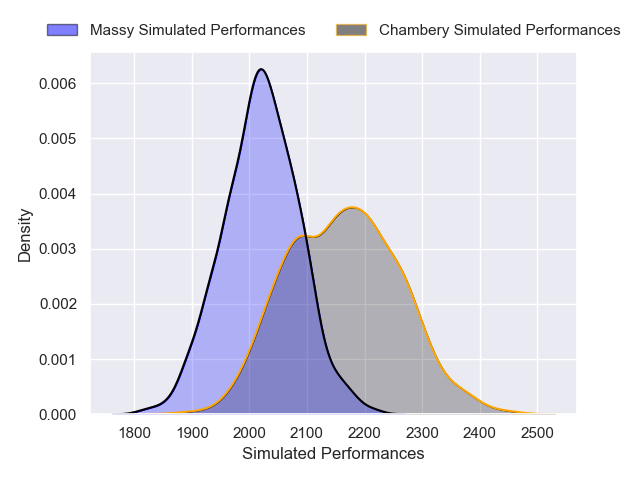 Massy Simulated Performances Chambery Simulated Performances
0.006
0.005
0.004
0.003
0.002
0.001
0.000
Density
1800 1900 2000 2100 2200 2300 2400 2500
Simulated Performances